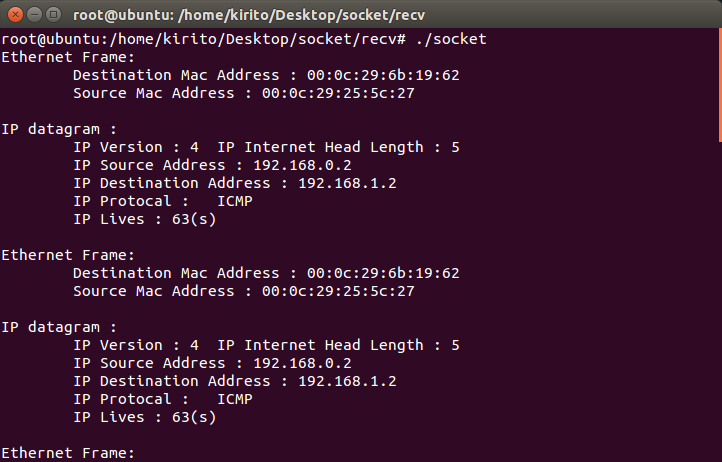 root@ubuntu: /home/kirito/Desktop/socket/recv
root@ubuntu:/home/kirito/Desktop/socket/recv# ./socket
Ethernet Frame:
Destination Mac Address : 00:0c:29:6b:19:62
Source Mac Address : 00:0c:29:25:5c:27
IP datagram :
IP Version : 4  IP Internet Head Length : 5
IP Source Address : 192.168.0.2
IP Destination Address : 192.168.1.2
IP Protocal :   ICMP
IP Lives : 63(s)
Ethernet Frame:
Destination Mac Address : 00:0c:29:6b:19:62
Source Mac Address : 00:0c:29:25:5c:27
IP datagram :
IP Version : 4  IP Internet Head Length : 5
IP Source Address : 192.168.0.2
IP Destination Address : 192.168.1.2
IP Protocal :   ICMP
IP Lives : 63(s)
Ethernet Frame: